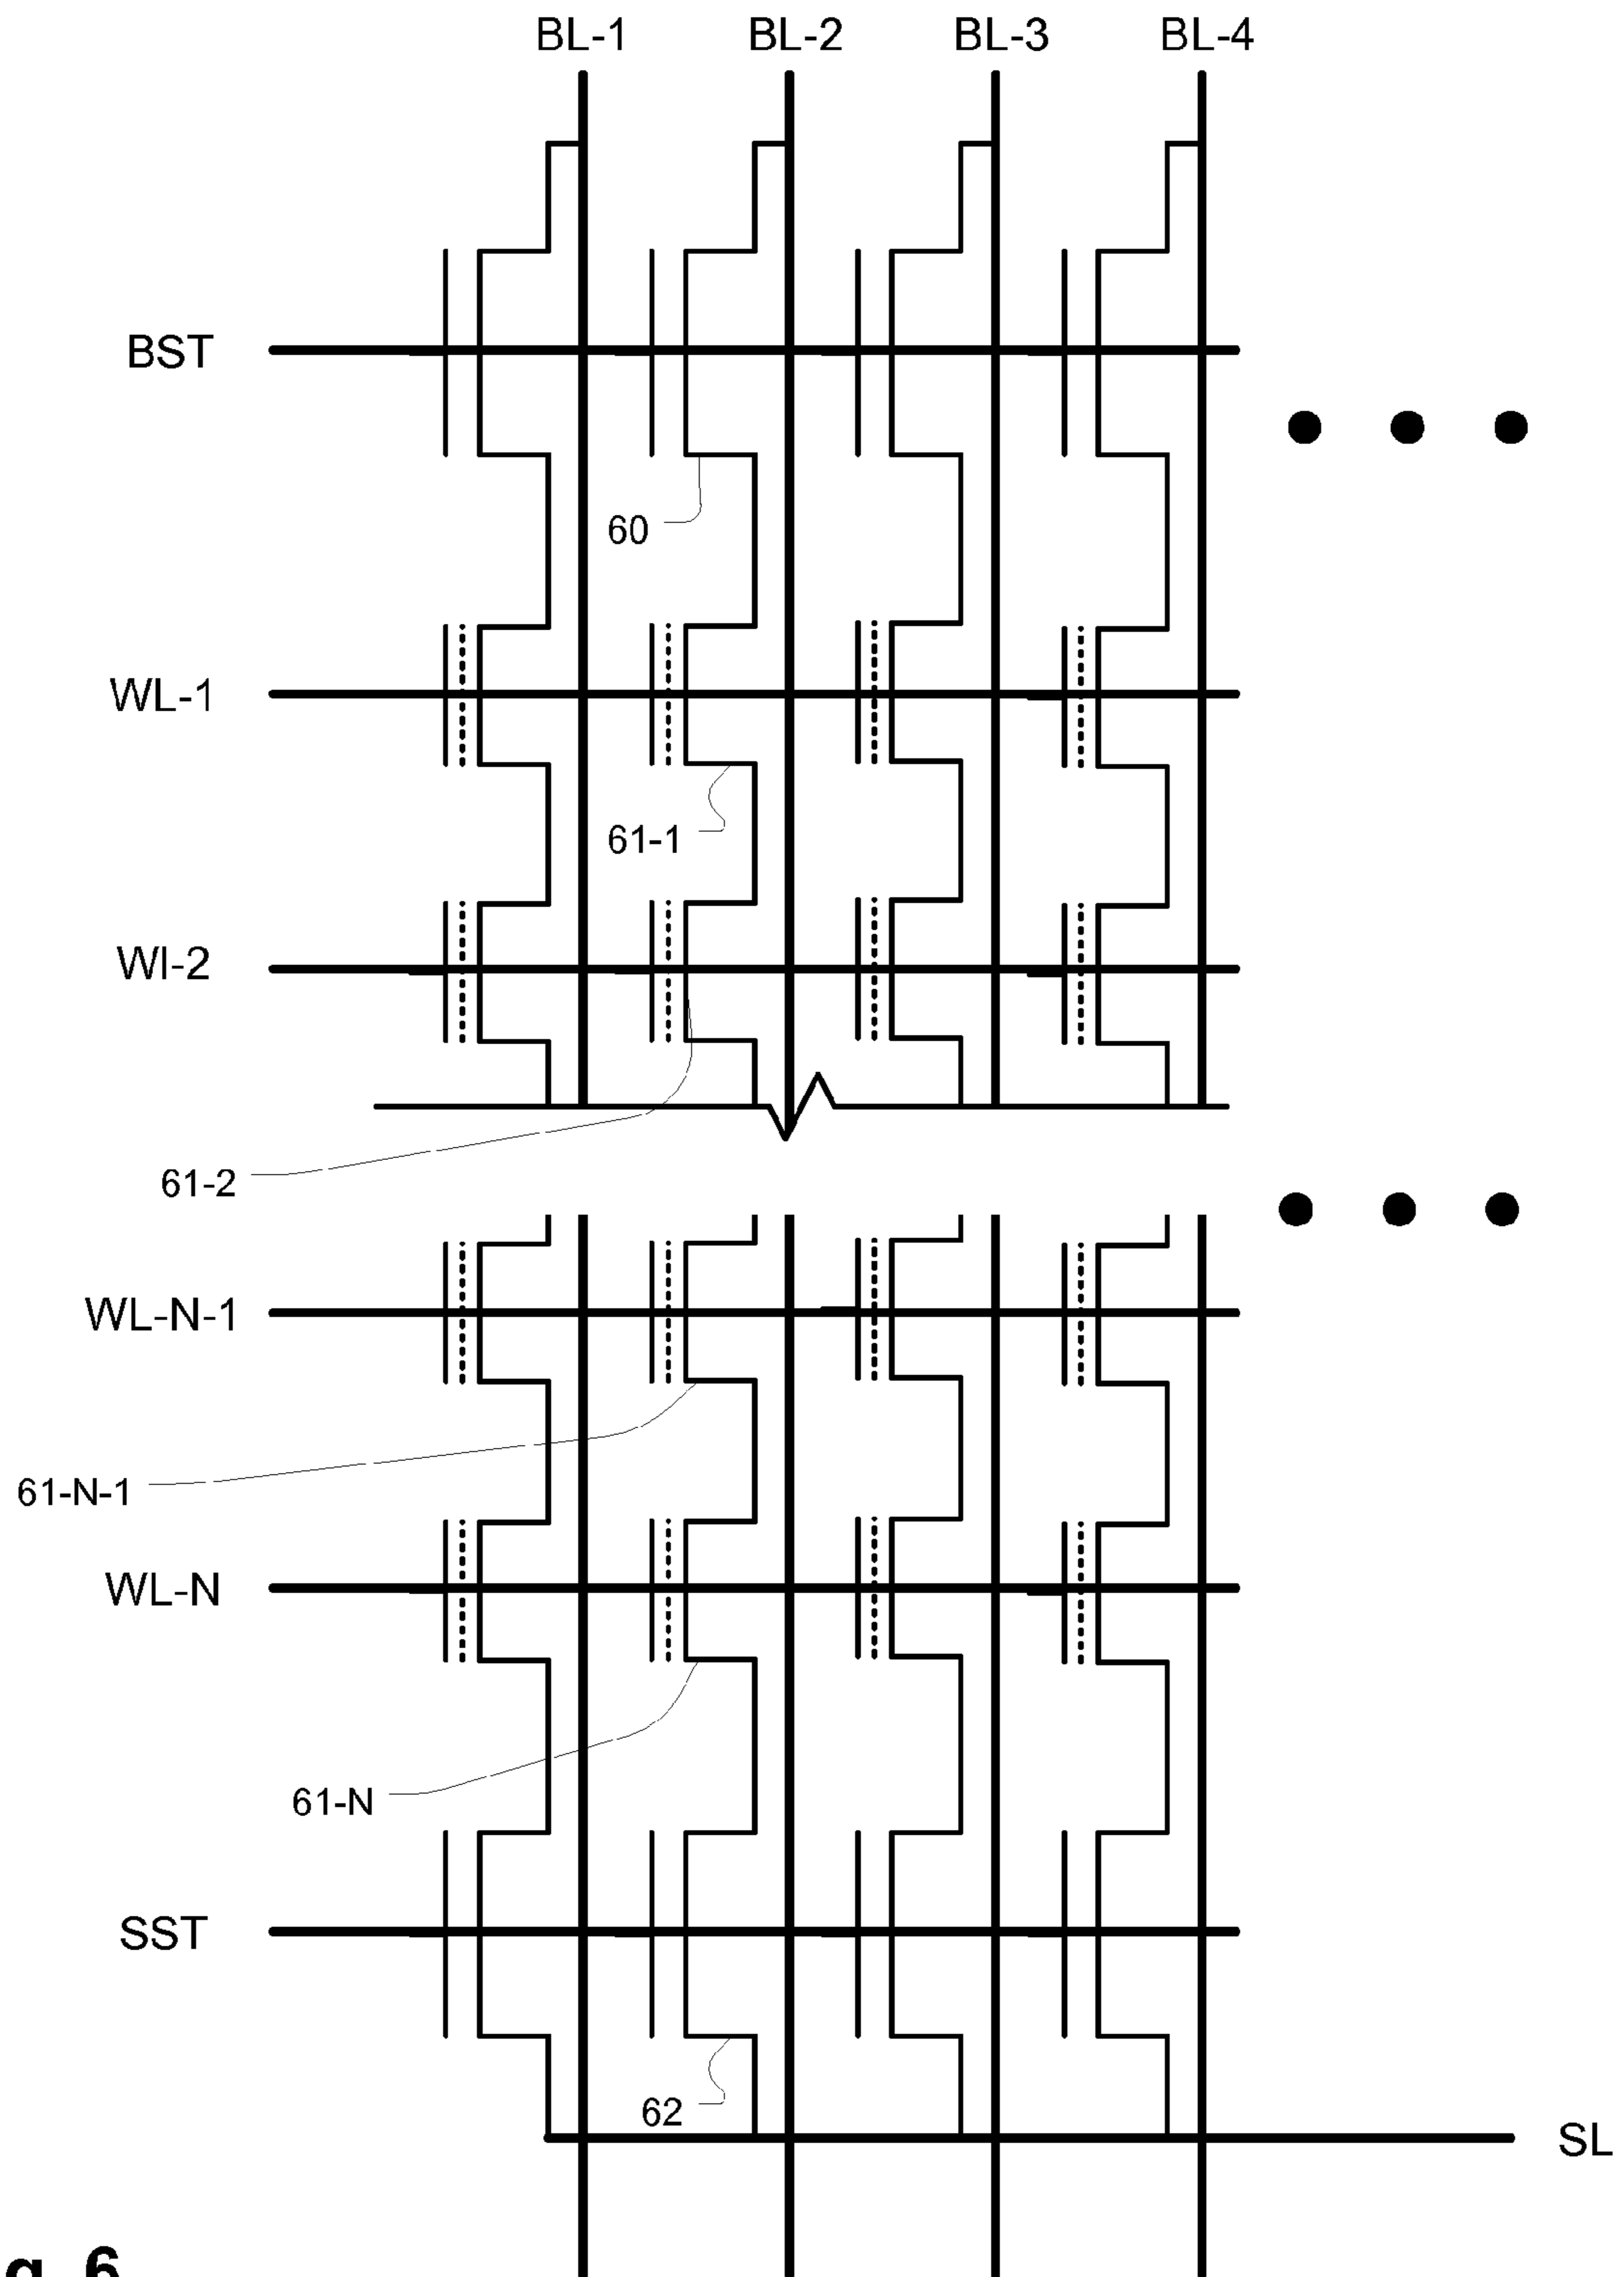 BL-1 BL-2 BL-3 BL-4
BST
60
WL-1
61-1
Wl-2
61-2
WL-N-1
61-N-1
WL-N
61-N
SST
62
SL
g. 6